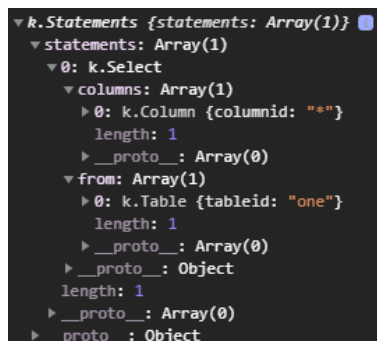 ▼k.Statements {statements: Array(1)} i
▼statements: Array(1)
▼0: k.Select
▼columns: Array(1)
▶0: k.Column {columnid: "*"}
length: 1
▶__proto__: Array(0)
▼from: Array(1)
▶0: k.Table {tableid: "one"}
length: 1
▶__proto__: Array(0)
▶__proto__: Object
length: 1
▶__proto__: Array(0)
▶__proto__: Object